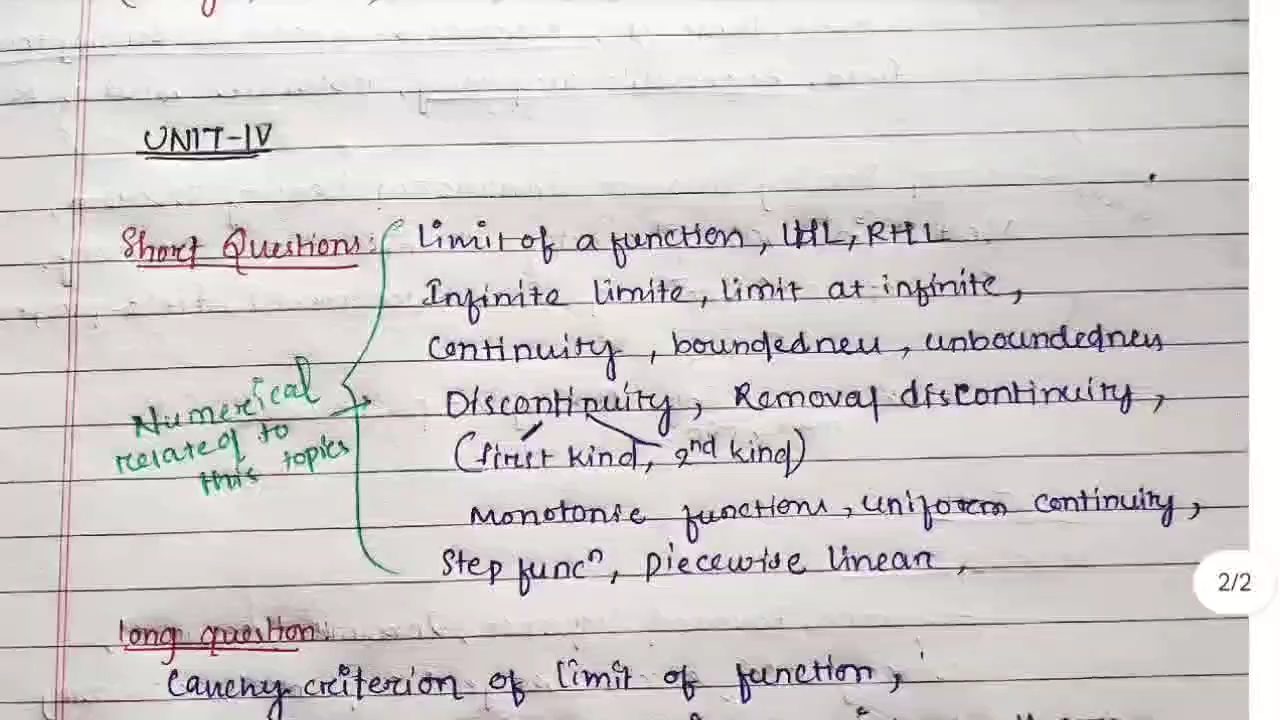 UNIT-IV
Short Questions: Limit of a function, LHL, RHL
Infinite limite, limit at infinite,
Continuity, boundedness, unboundedness
Discontinuity, Removal discontinuity,
(first kind, 2nd kind)
Numerical related to this topics
Monotonic functions, uniform continuity,
Step funcn, Piecewise linear,
2/2
long question:
Cauchy criterion of limit of function,